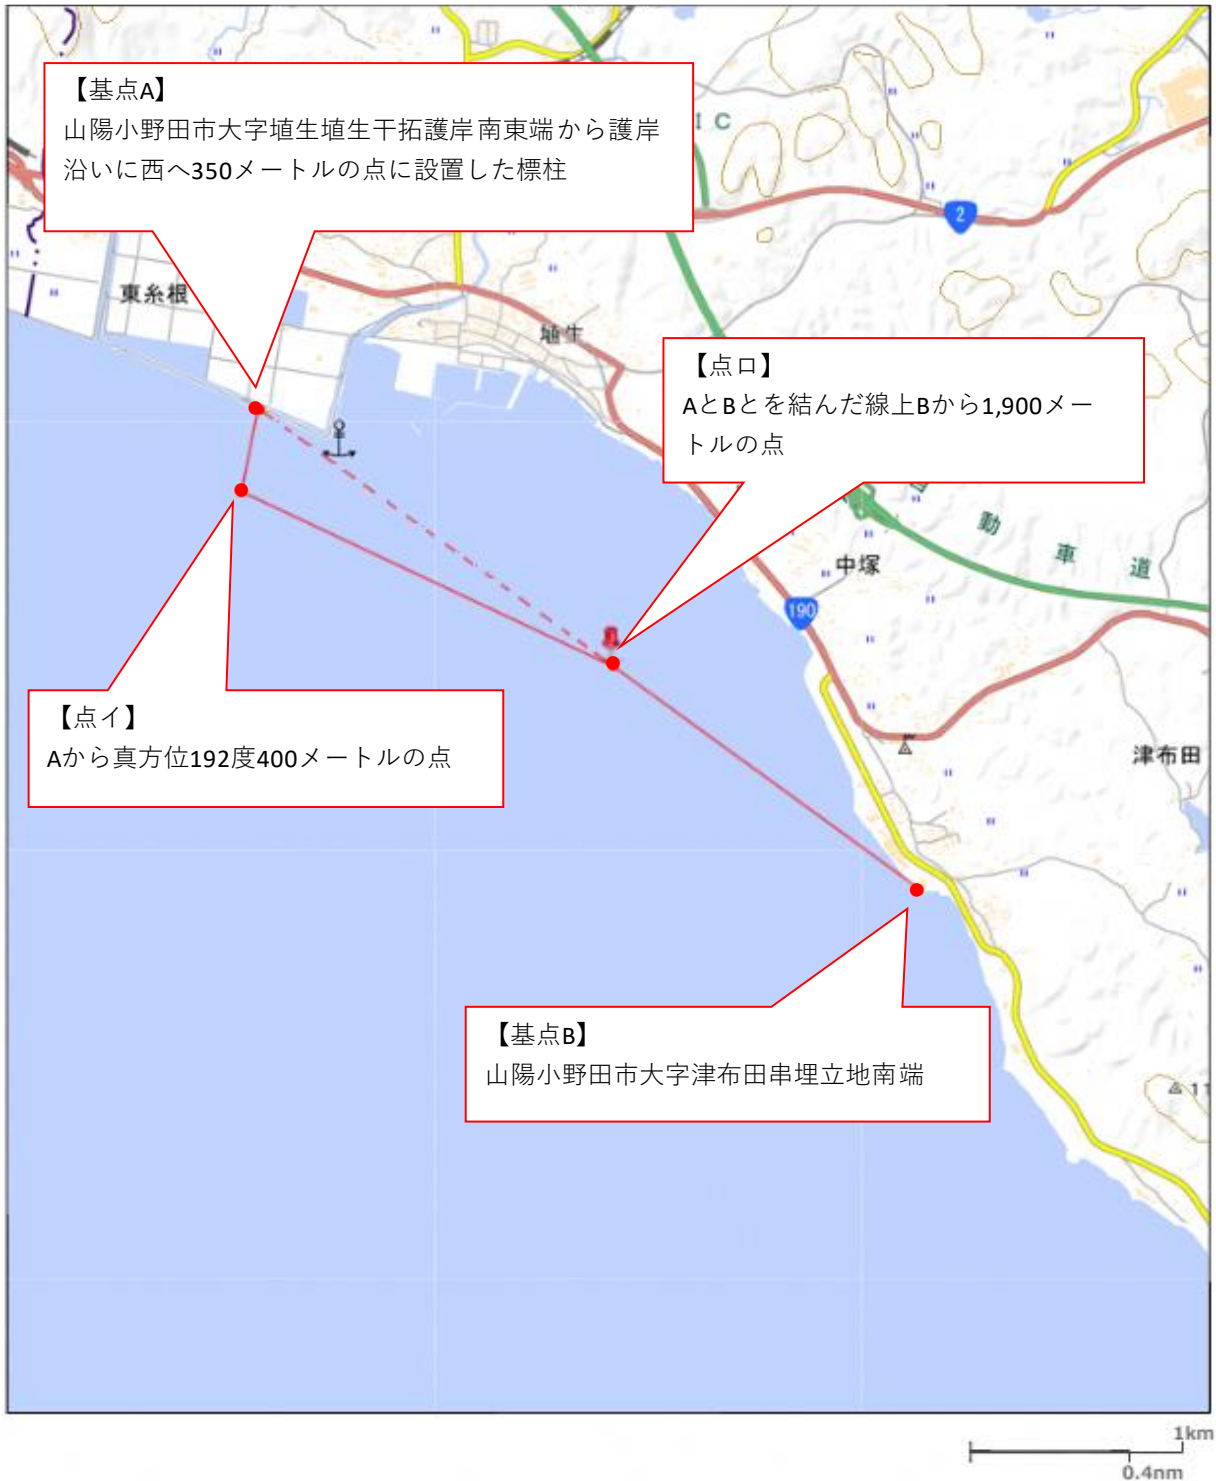 【基点A】
山陽小野田市大字埴生埴生干拓護岸南東端から護岸
沿いに西へ350メートルの点に設置した標柱
IC
2
東糸根
埴生
【点ロ】
AとBとを結んだ線上Bから1,900メー
トルの点
動
車
道
中塚
190
【点イ】
Aから真方位192度400メートルの点
津布田
【基点B】
山陽小野田市大字津布田串埋立地南端
11
1km
0.4nm